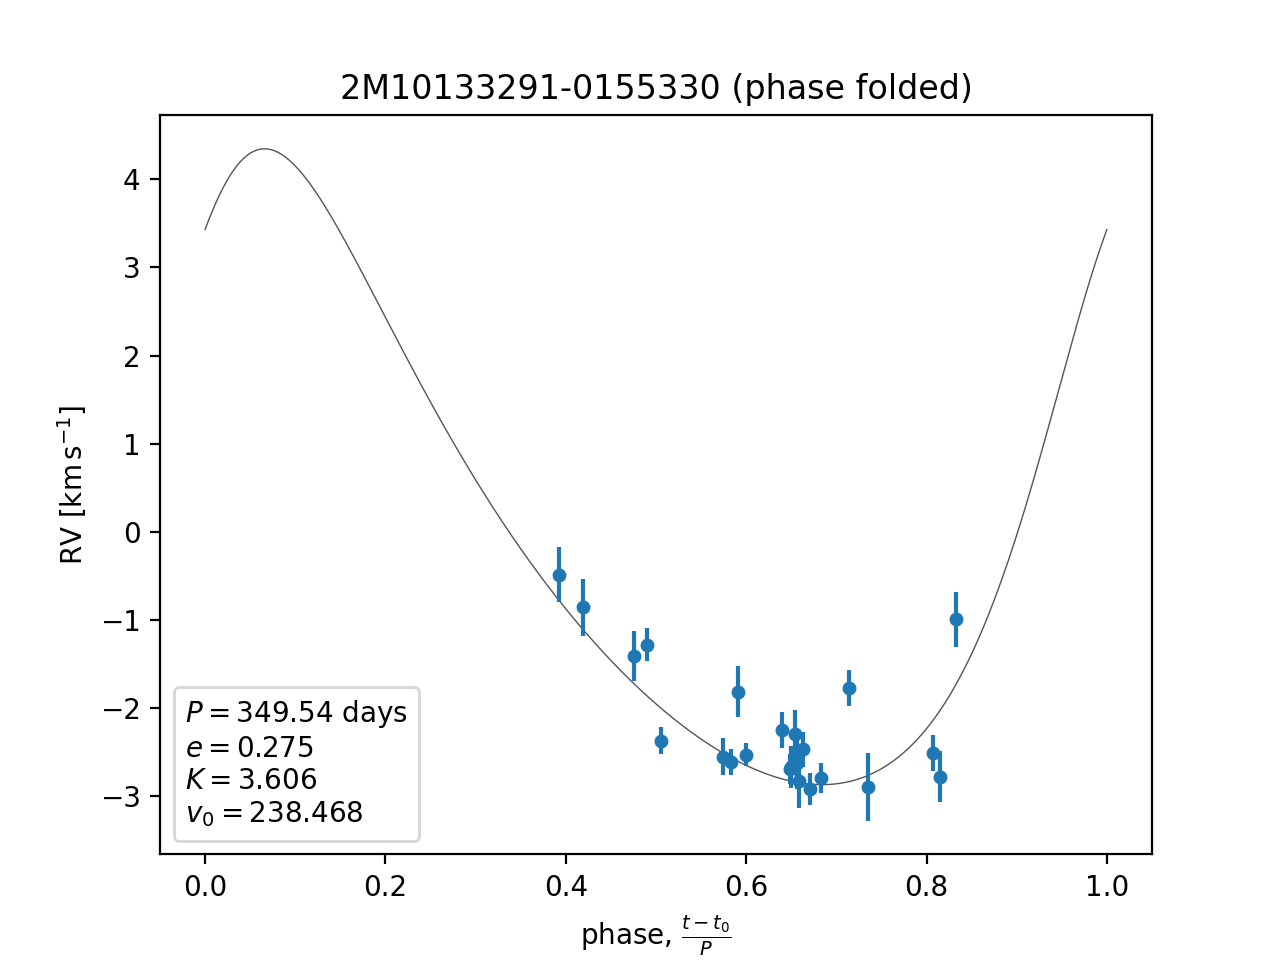 2M10133291-0155330 (phase folded)
RV [km s⁻¹]
4
3
2
1
0
−1
−2
−3
P = 349.54 days
e = 0.275
K = 3.606
v₀ = 238.468
0.0 0.2 0.4 0.6 0.8 1.0
phase, (t − t₀)/P